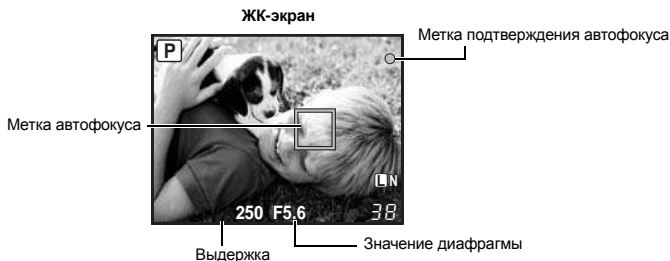 ЖК-экран
Метка подтверждения автофокуса
P
Метка автофокуса
L N
250 F5.6 38
Значение диафрагмы
Выдержка